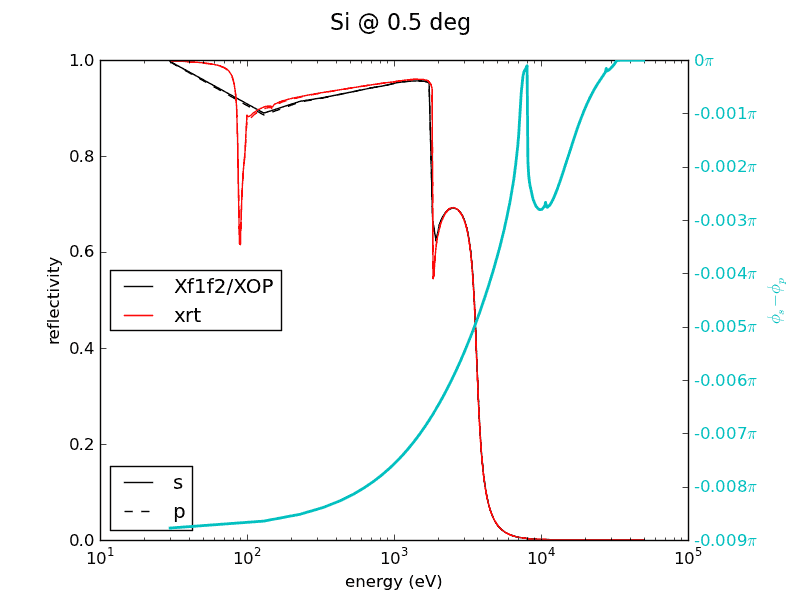 Si @ 0.5 deg
1.0
0.8
0.6
0.4
0.2
0.0
reflectivity
Xf1f2/XOP
xrt
s
p
0π
-0.001π
-0.002π
-0.003π
-0.004π
-0.005π
-0.006π
-0.007π
-0.008π
-0.009π
ϕₛ − ϕₚ
10¹
10²
10³
10⁴
10⁵
energy (eV)